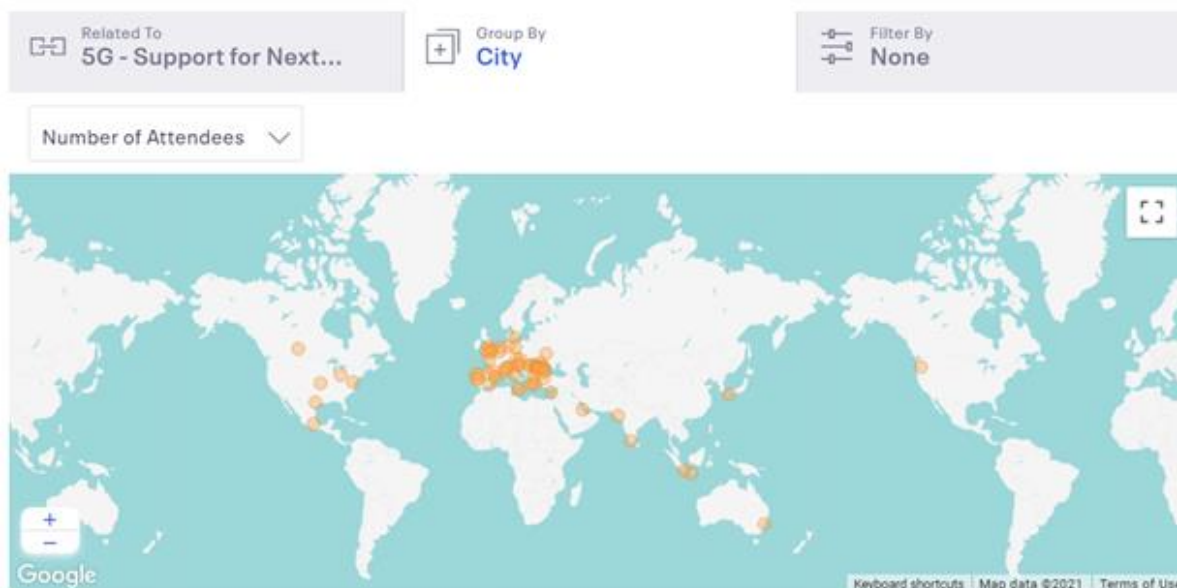 Related To
5G - Support for Next...
Group By
City
Filter By
None
Number of Attendees
+
−
Google
Keyboard shortcuts
Map data ©2021
Terms of Use